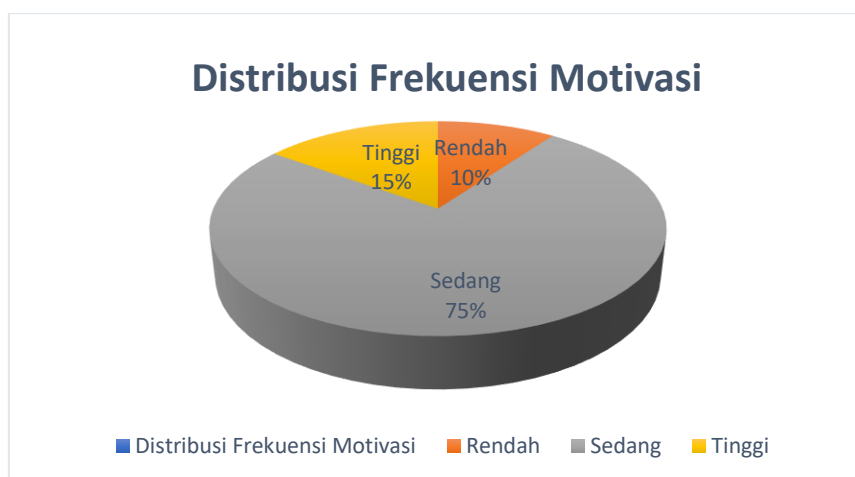 Distribusi Frekuensi Motivasi
Tinggi
15%
Rendah
10%
Sedang
75%
Distribusi Frekuensi Motivasi Rendah Sedang Tinggi